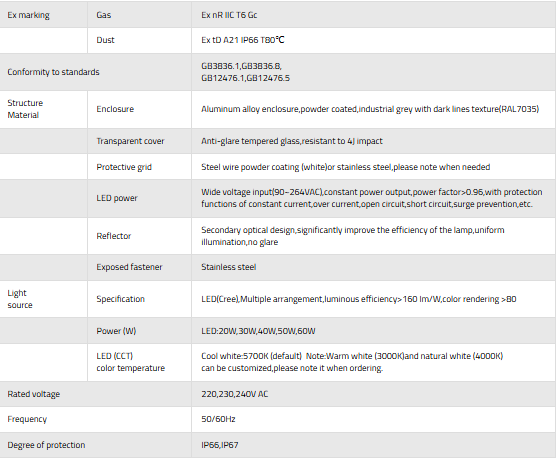 Ex marking Gas Ex nR IIC T6 Gc
Dust Ex tD A21 IP66 T80℃
Conformity to standards GB3836.1,GB3836.8,
GB12476.1,GB12476.5
Structure
Material Enclosure Aluminum alloy enclosure,powder coated,industrial grey with dark lines texture(RAL7035)
Transparent cover Anti-glare tempered glass,resistant to 4J impact
Protective grid Steel wire powder coating (white)or stainless steel,please note when needed
LED power Wide voltage input(90~264VAC),constant power output,power factor>0.96,with protection
functions of constant current,over current,open circuit,short circuit,surge prevention,etc.
Reflector Secondary optical design,significantly improve the efficiency of the lamp,uniform
illumination,no glare
Exposed fastener Stainless steel
Light
source Specification LED(Cree),Multiple arrangement,luminous efficiency>160 lm/W,color rendering >80
Power (W) LED:20W,30W,40W,50W,60W
LED (CCT)
color temperature Cool white:5700K (default) Note:Warm white (3000K)and natural white (4000K)
can be customized,please note it when ordering.
Rated voltage 220,230,240V AC
Frequency 50/60Hz
Degree of protection IP66,IP67